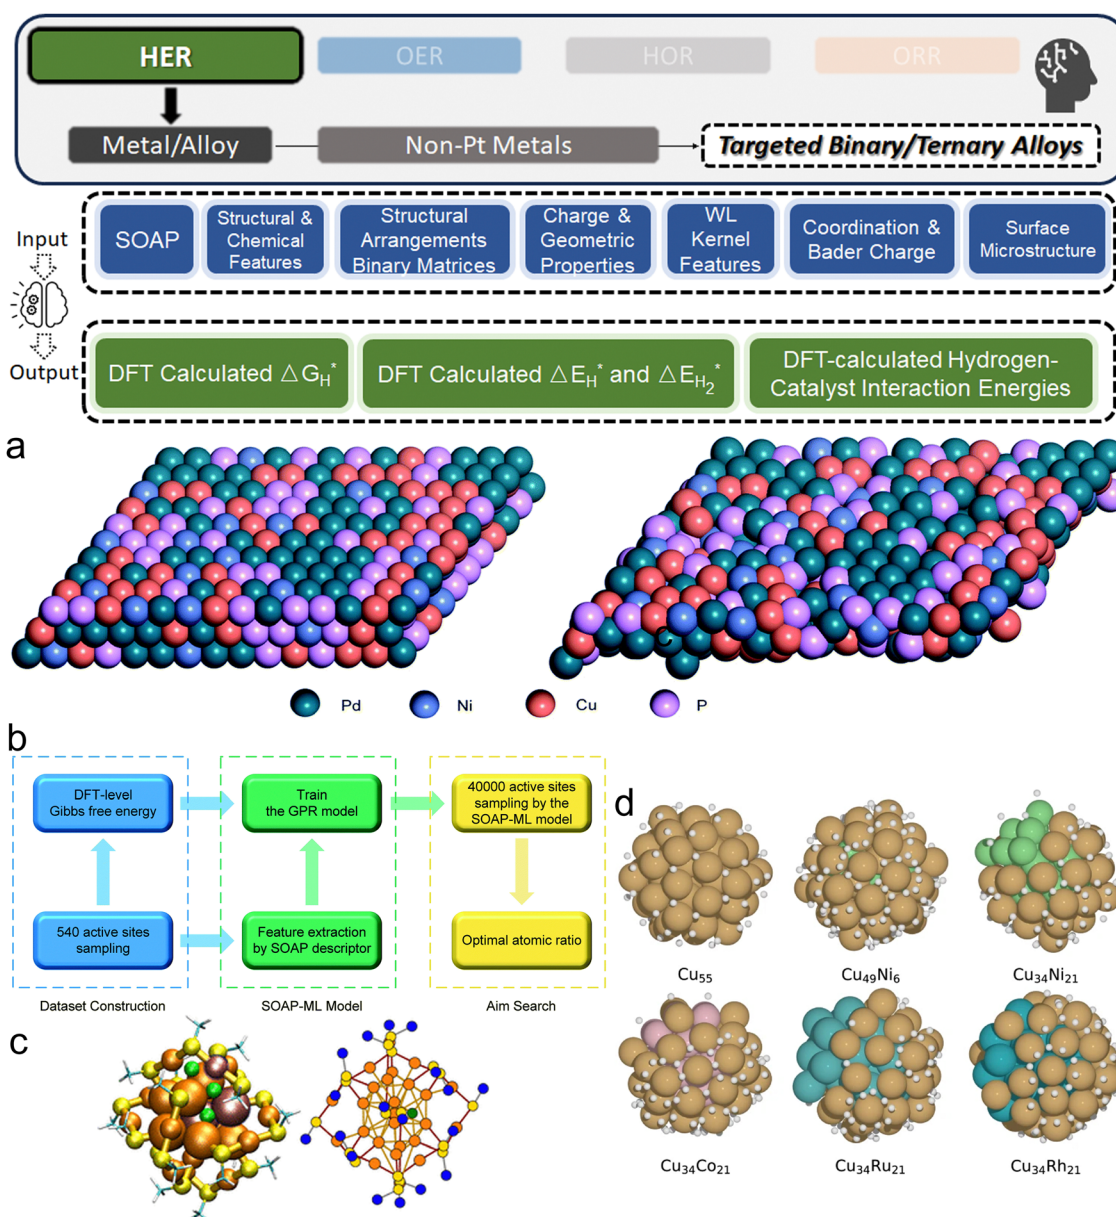 HER
OER
HOR
ORR
Metal/Alloy
Non-Pt Metals
Targeted Binary/Ternary Alloys
Input
SOAP
Structural &
Chemical
Features
Structural
Arrangements
Binary Matrices
Charge &
Geometric
Properties
WL
Kernel
Features
Coordination &
Bader Charge
Surface
Microstructure
Output
DFT Calculated △G_H*
DFT Calculated △E_H* and △E_H₂*
DFT-calculated Hydrogen-
Catalyst Interaction Energies
a
C
Pd
Ni
Cu
P
b
DFT-level
Gibbs free energy
Train
the GPR model
40000 active sites
sampling by the
SOAP-ML model
540 active sites
sampling
Feature extraction
by SOAP descriptor
Optimal atomic ratio
Dataset Construction
SOAP-ML Model
Aim Search
c
d
Cu₅₅
Cu₄₉Ni₆
Cu₃₄Ni₂₁
Cu₃₄Co₂₁
Cu₃₄Ru₂₁
Cu₃₄Rh₂₁